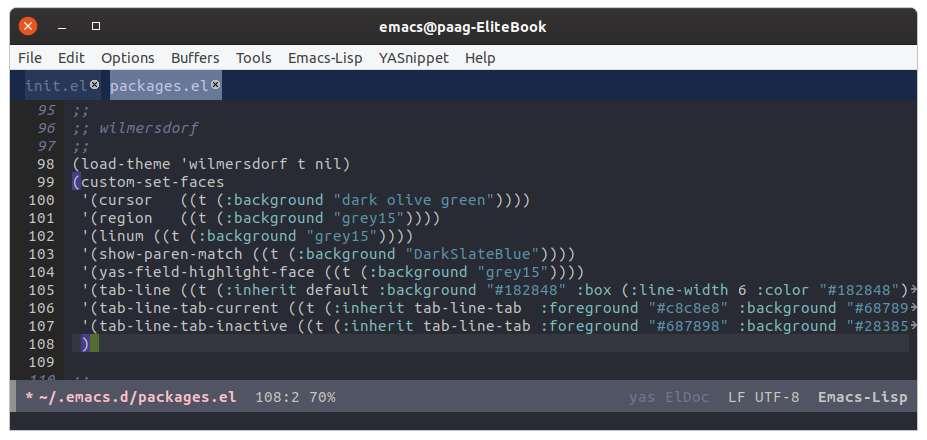 emacs@paag-EliteBook
File Edit Options Buffers Tools Emacs-Lisp YASnippet Help
init.el packages.el
95 ;;
96 ;; wilmersdorf
97 ;;
98 (load-theme 'wilmersdorf t nil)
99 (custom-set-faces
100 '(cursor   ((t (:background "dark olive green"))))
101 '(region   ((t (:background "grey15"))))
102 '(linum ((t (:background "grey15"))))
103 '(show-paren-match ((t (:background "DarkSlateBlue"))))
104 '(yas-field-highlight-face ((t (:background "grey15"))))
105 '(tab-line ((t (:inherit default :background "#182848" :box (:line-width 6 :color "#182848")
106 '(tab-line-tab-current ((t (:inherit tab-line-tab  :foreground "#c8c8e8" :background "#68789
107 '(tab-line-tab-inactive ((t (:inherit tab-line-tab :foreground "#687898" :background "#28385
108 )
109
110 ;;
* ~/.emacs.d/packages.el 108:2 70% yas ElDoc LF UTF-8 Emacs-Lisp